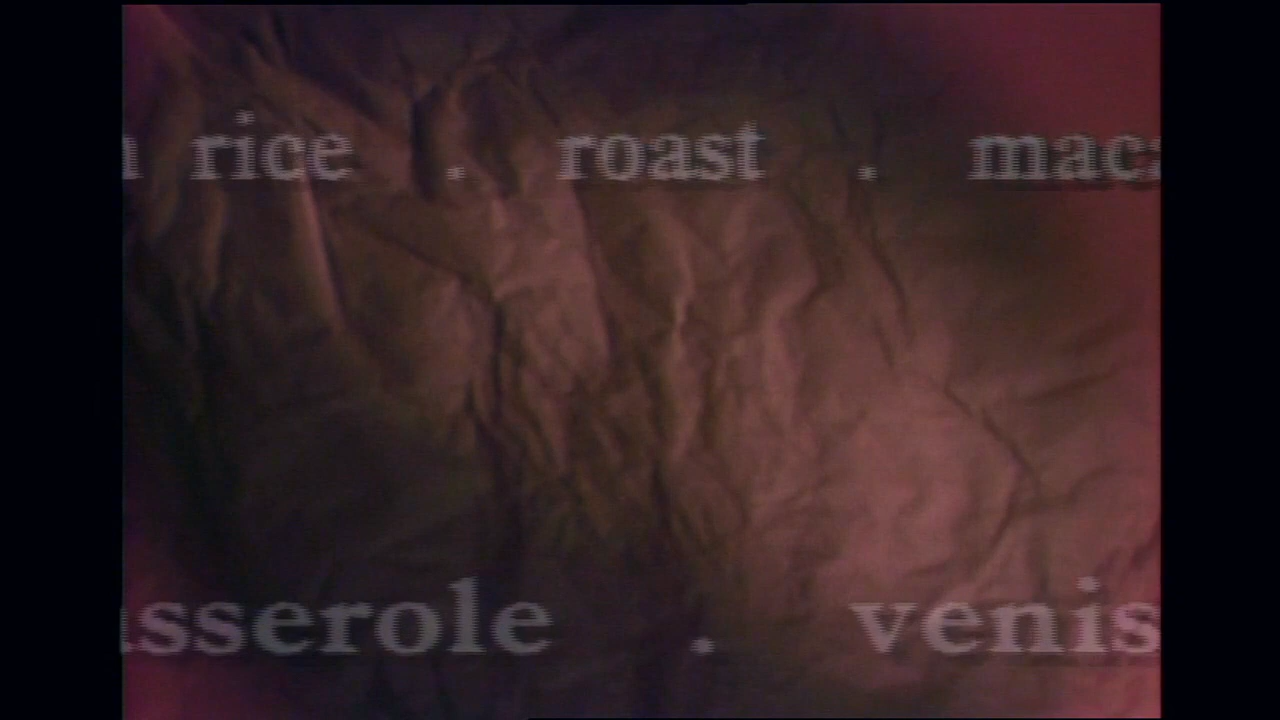 rice . roast . mac
sserole . venis